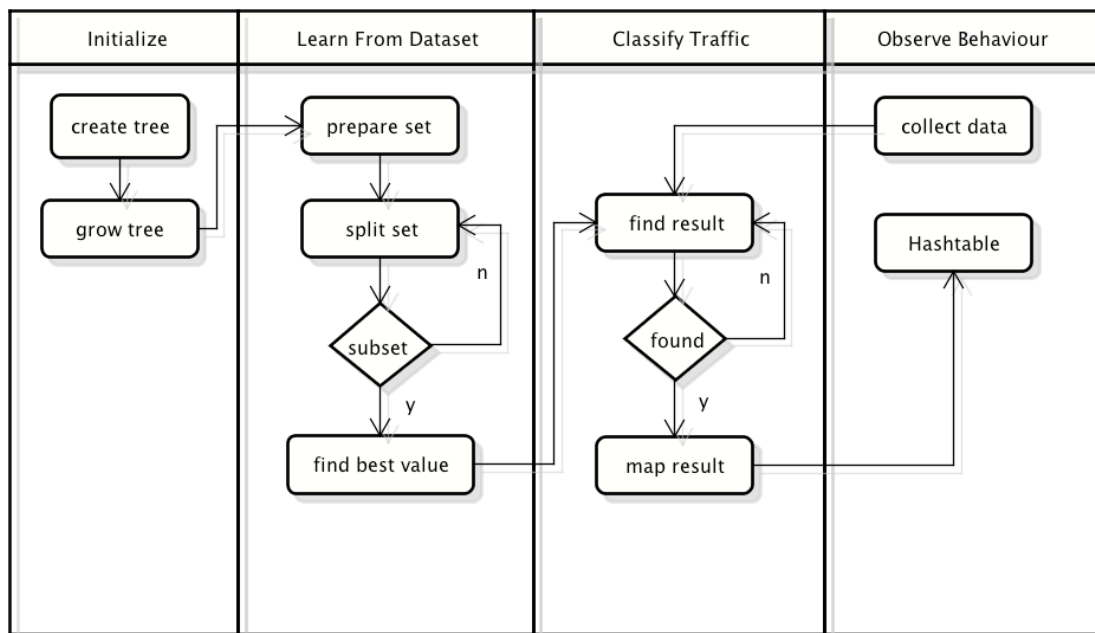 Initialize
Learn From Dataset
Classify Traffic
Observe Behaviour
create tree
grow tree
prepare set
split set
n
subset
y
find best value
find result
n
found
y
map result
collect data
Hashtable